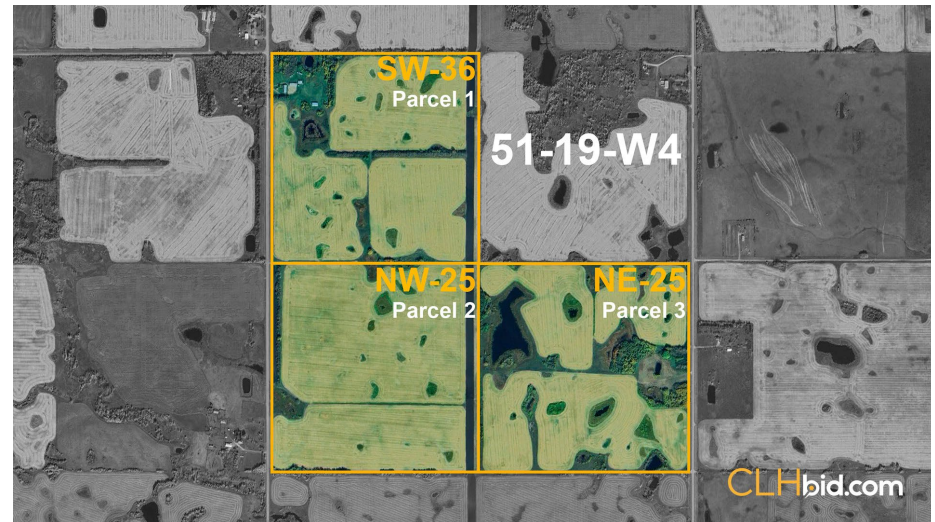 SW-36
Parcel 1
51-19-W4
NW-25
Parcel 2
NE-25
Parcel 3
CLHbid.com